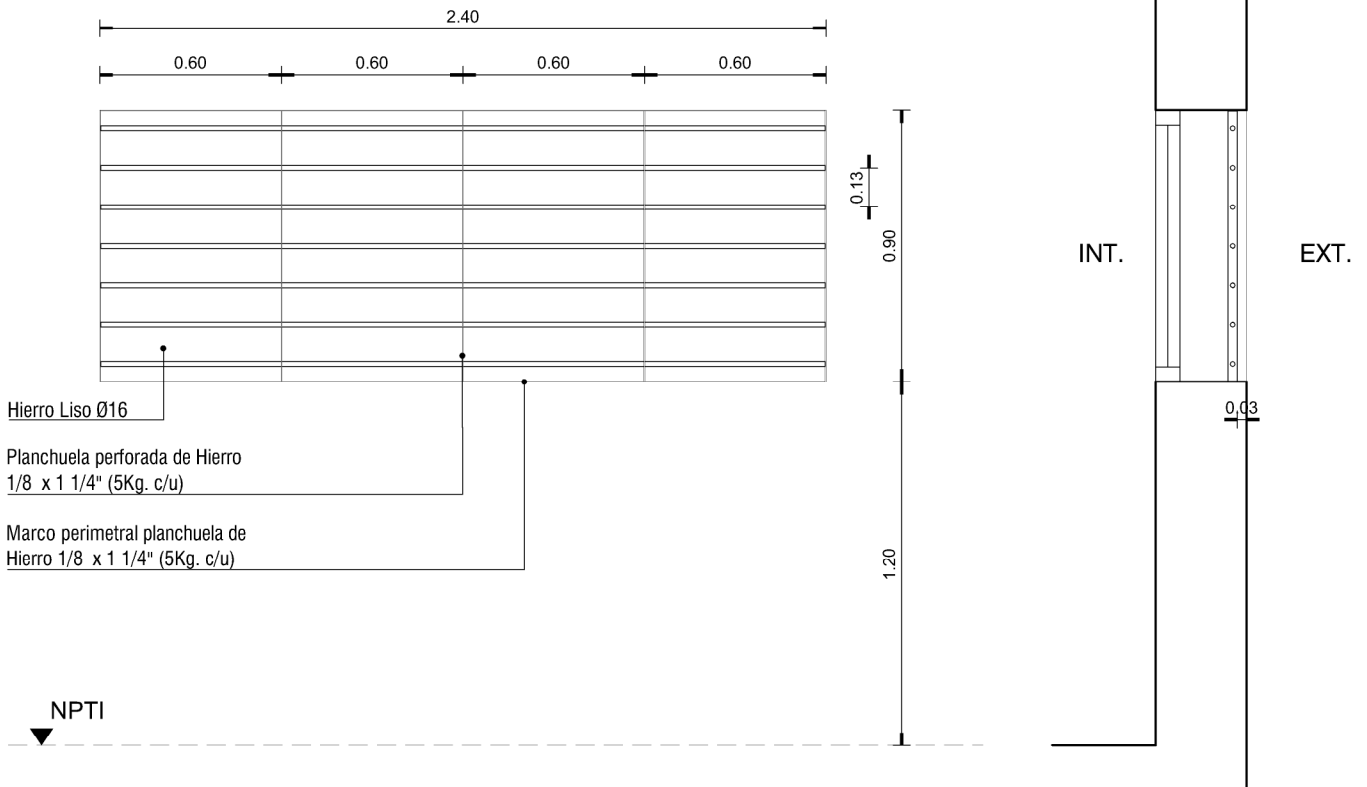 2.40
0.60 0.60 0.60 0.60
0.13
0.90
INT.
EXT.
Hierro Liso Ø16
0,03
Planchuela perforada de Hierro
1/8 x 1 1/4" (5Kg. c/u)
Marco perimetral planchuela de
Hierro 1/8 x 1 1/4" (5Kg. c/u)
1.20
NPTI